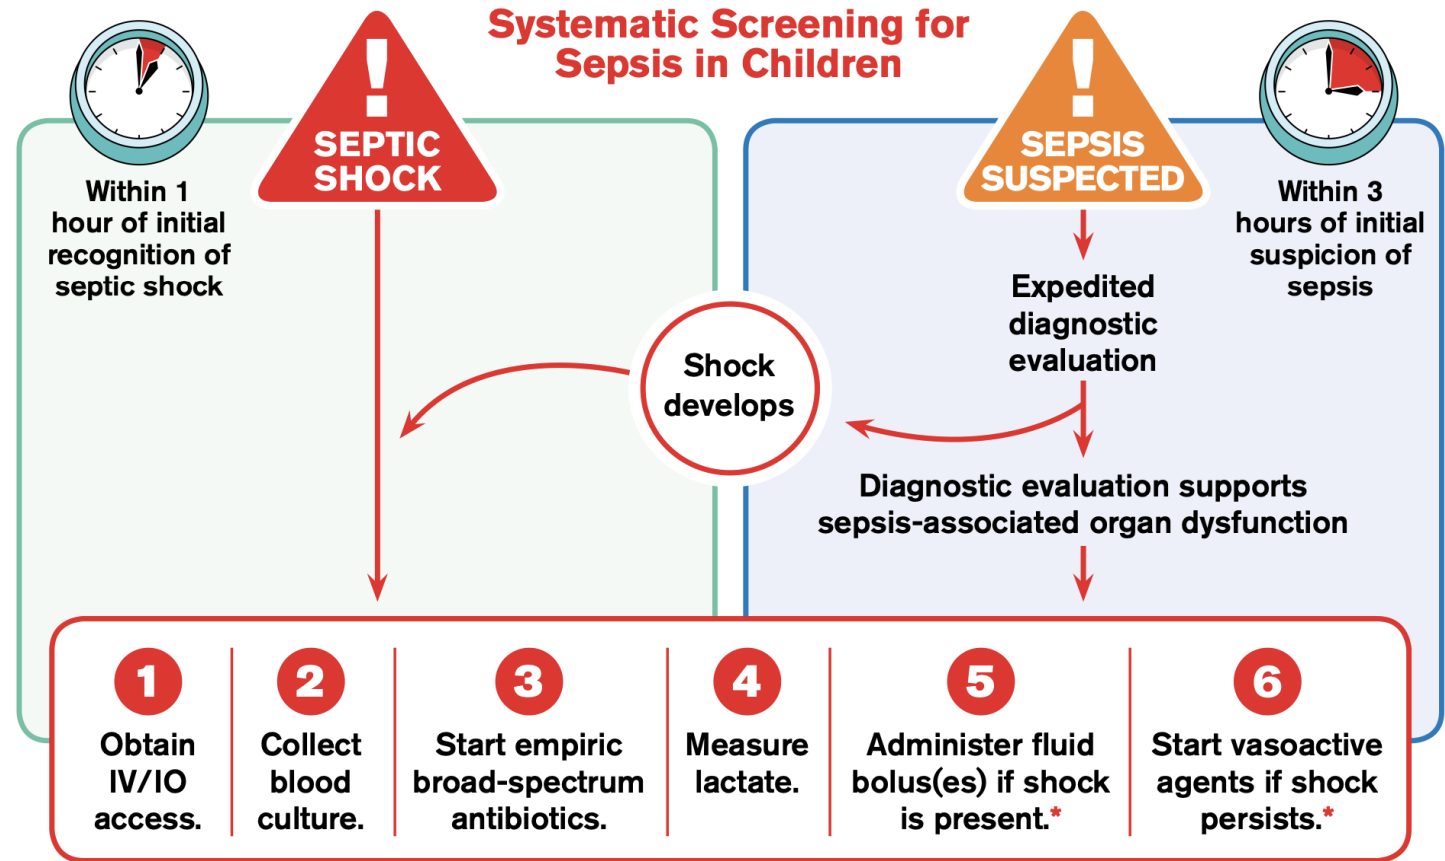 Systematic Screening for
Sepsis in Children
!
SEPTIC
SHOCK
Within 1
hour of initial
recognition of
septic shock
!
SEPSIS
SUSPECTED
Within 3
hours of initial
suspicion of
sepsis
Expedited
diagnostic
evaluation
Shock
develops
Diagnostic evaluation supports
sepsis-associated organ dysfunction
1
Obtain
IV/IO
access.
2
Collect
blood
culture.
3
Start empiric
broad-spectrum
antibiotics.
4
Measure
lactate.
5
Administer fluid
bolus(es) if shock
is present.*
6
Start vasoactive
agents if shock
persists.*